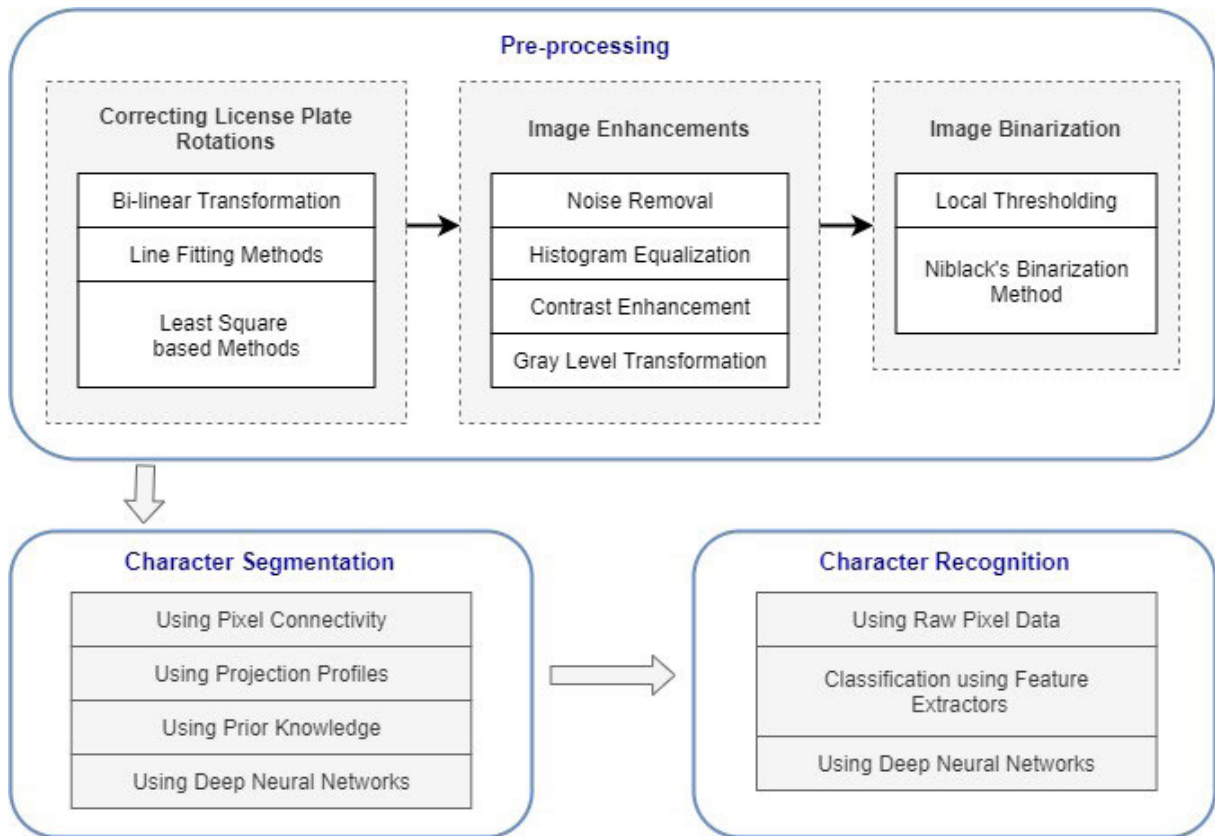 Pre-processing
Correcting License Plate
Rotations
Bi-linear Transformation
Line Fitting Methods
Least Square
based Methods
Image Enhancements
Noise Removal
Histogram Equalization
Contrast Enhancement
Gray Level Transformation
Image Binarization
Local Thresholding
Niblack's Binarization
Method
Character Segmentation
Using Pixel Connectivity
Using Projection Profiles
Using Prior Knowledge
Using Deep Neural Networks
Character Recognition
Using Raw Pixel Data
Classification using Feature
Extractors
Using Deep Neural Networks